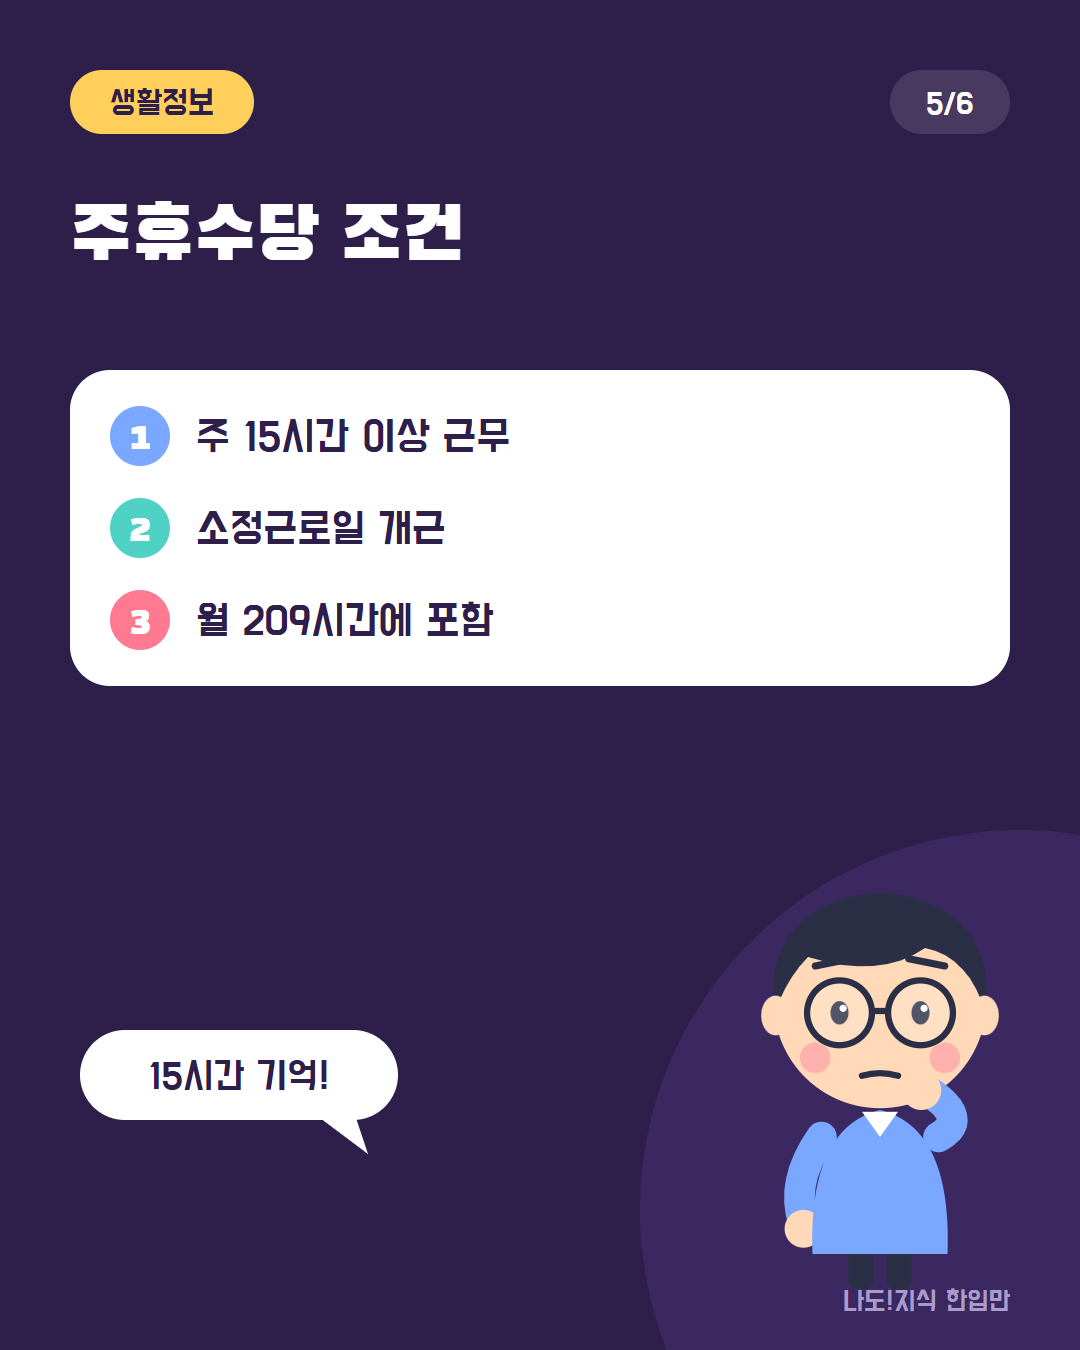 생활정보
5/6
주휴수당 조건
1 주 15시간 이상 근무
2 소정근로일 개근
3 월 209시간에 포함
15시간 기억!
나도!지식 한입만